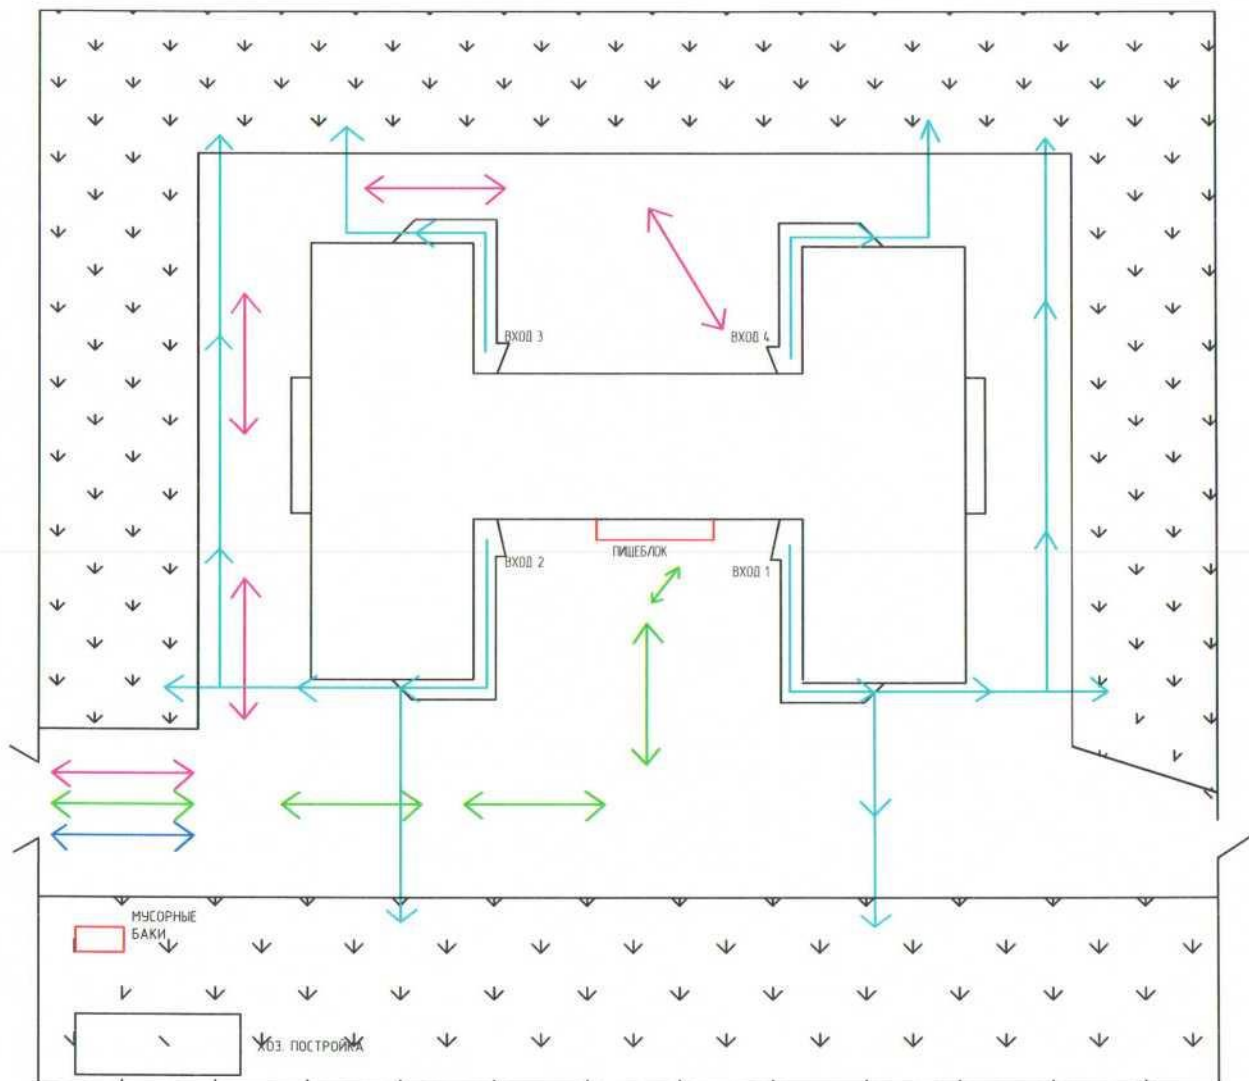 ВХОД 3
ВХОД 4
ПИЩЕБЛОК
ВХОД 2
ВХОД 1
МУСОРНЫЕ
БАКИ
ХОЗ. ПОСТРОЙКА